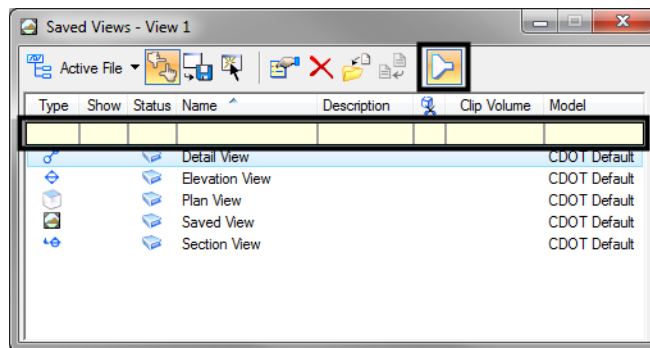 Saved Views - View 1
Active File
Type Show Status Name Description Clip Volume Model
Detail View CDOT Default
Elevation View CDOT Default
Plan View CDOT Default
Saved View CDOT Default
Section View CDOT Default